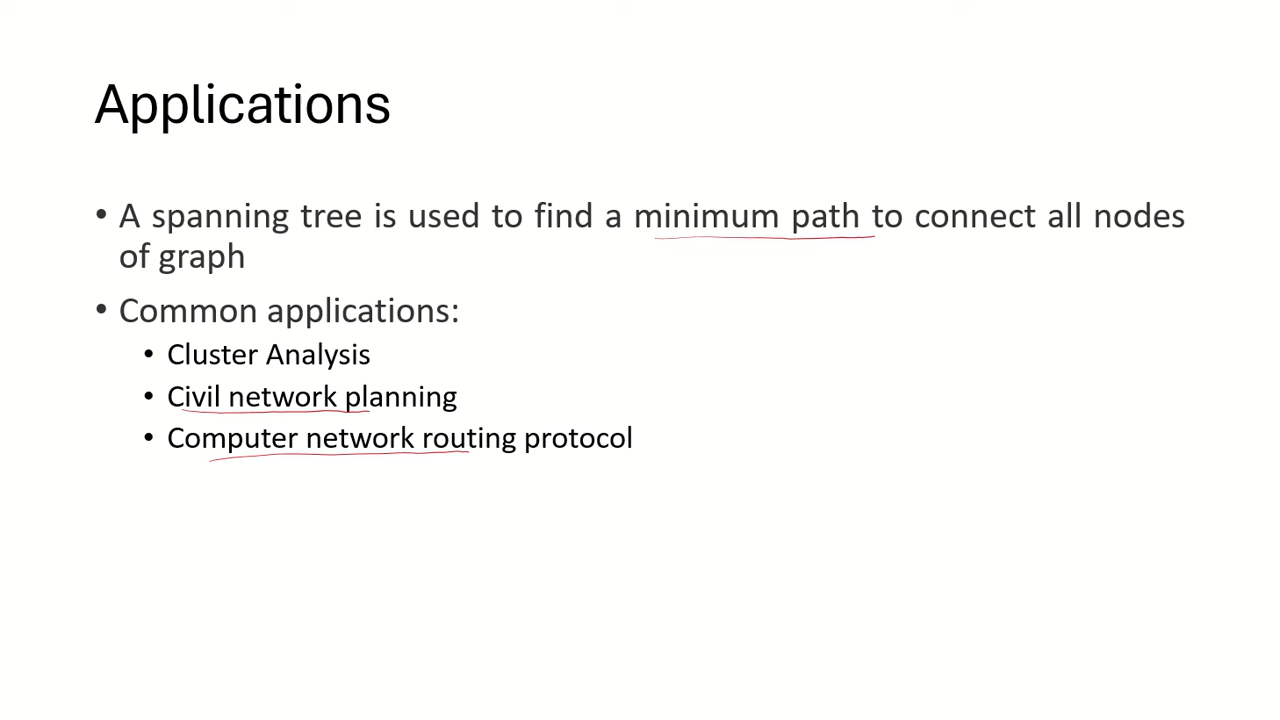 Applications
• A spanning tree is used to find a minimum path to connect all nodes
of graph
• Common applications:
• Cluster Analysis
• Civil network planning
• Computer network routing protocol